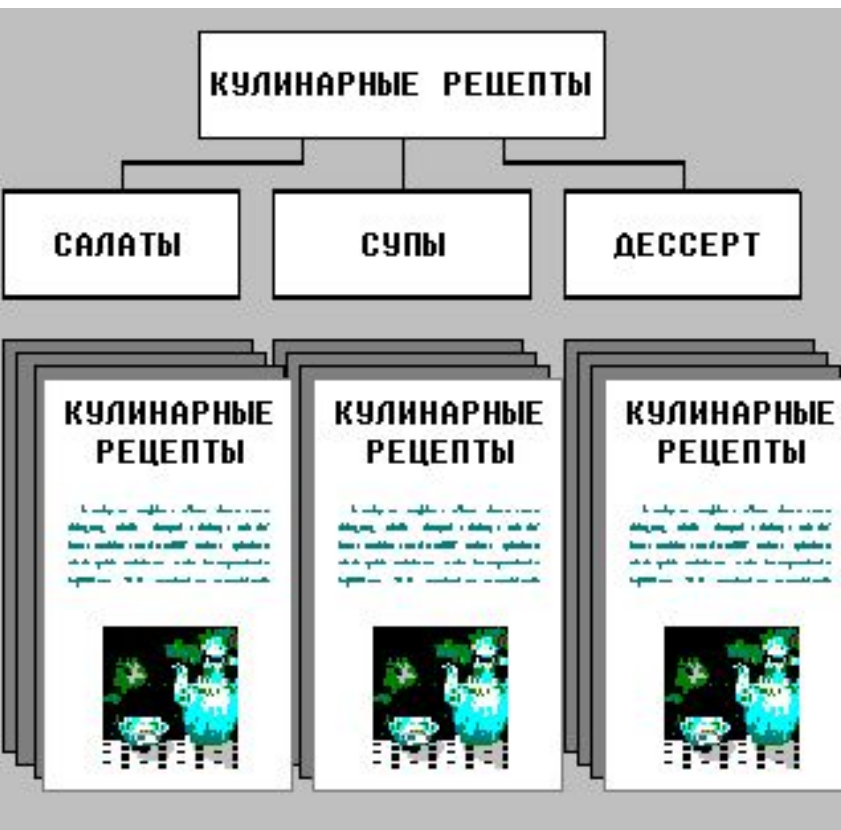 КУЛИНАРНЫЕ РЕЦЕПТЫ
САЛАТЫ
СУПЫ
ДЕССЕРТ
КУЛИНАРНЫЕ
РЕЦЕПТЫ
КУЛИНАРНЫЕ
РЕЦЕПТЫ
КУЛИНАРНЫЕ
РЕЦЕПТЫ